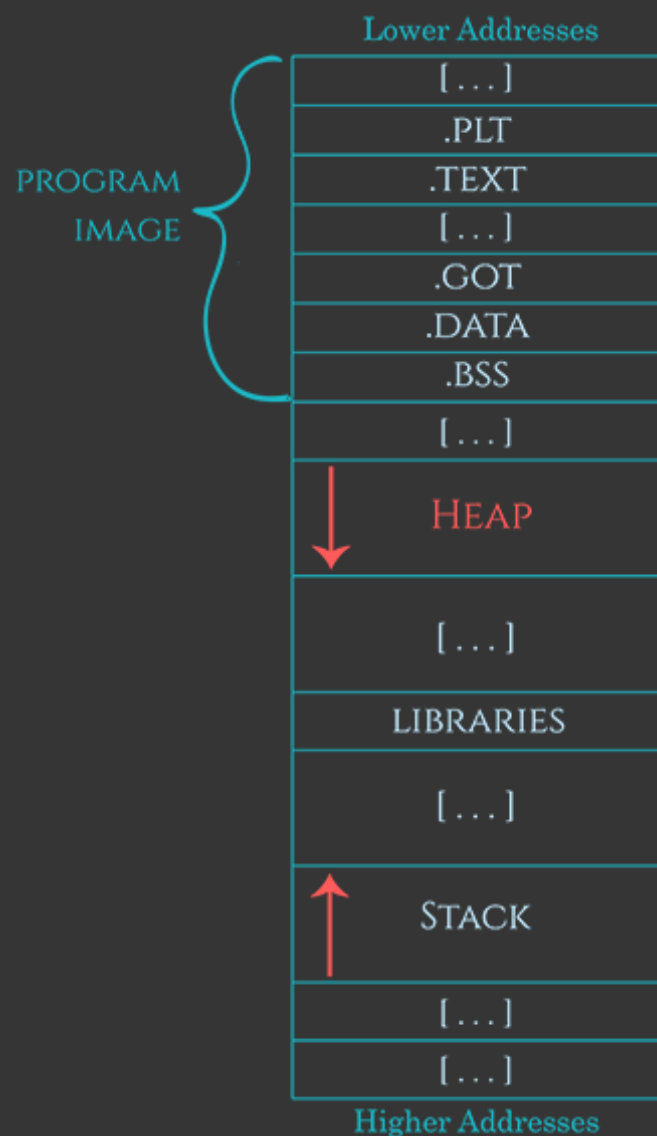 Lower Addresses
[...]
.PLT
.TEXT
PROGRAM
IMAGE
[...]
.GOT
.DATA
.BSS
[...]
HEAP
[...]
LIBRARIES
[...]
STACK
[...]
[...]
Higher Addresses